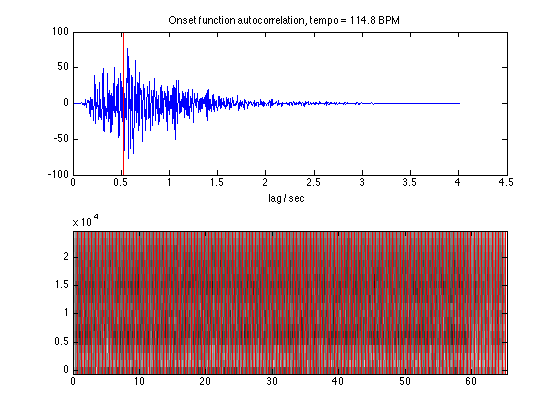 Onset function autocorrelation, tempo = 114.8 BPM
100
50
0
-50
-100
0 0.5 1 1.5 2 2.5 3 3.5 4 4.5
lag / sec
x 10^4
2
1.5
1
0.5
0
0 10 20 30 40 50 60